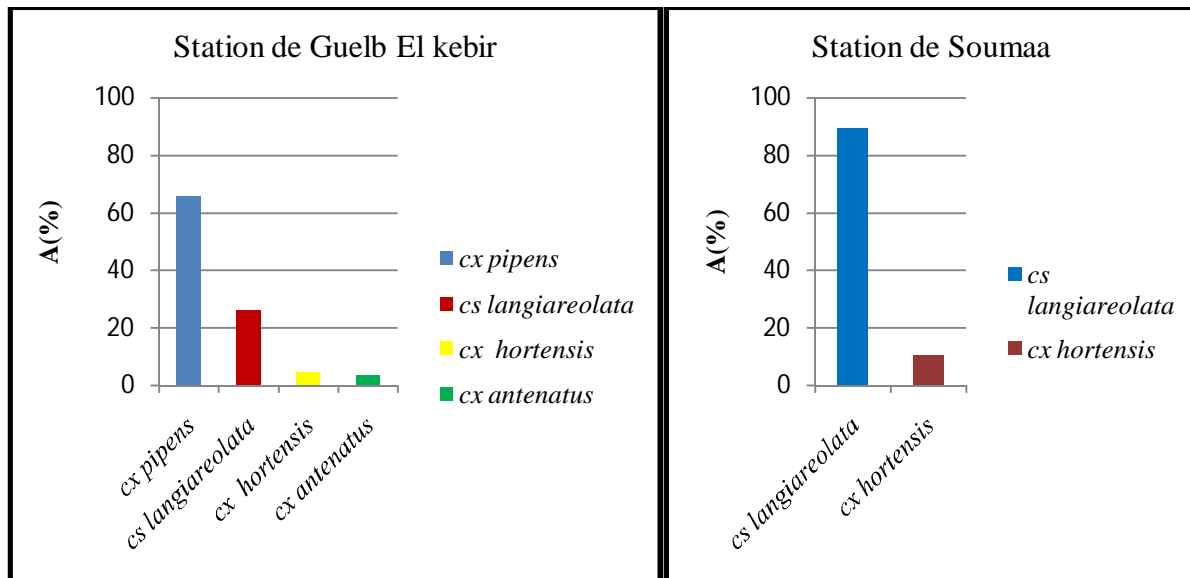 Station de Guelb El kebir
A(%)
100
80
60
40
20
0
cx pipens
cs langiareolata
cx hortensis
cx antenatus
cx pipens
cs langiareolata
cx hortensis
cx antenatus
Station de Soumaa
A(%)
100
80
60
40
20
0
cs langiareolata
cx hortensis
cs
langiareolata
cx hortensis